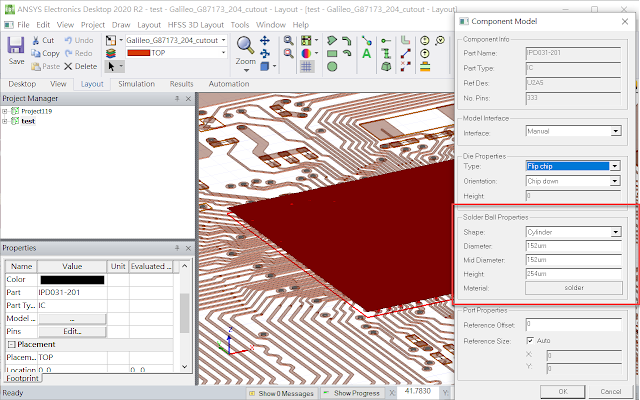 ANSYS Electronics Desktop 2020 R2 - test - Galileo_G87173_204_cutout - Layout - [test - Galileo_G87173_204_cutout - Layout]
File Edit View Project Draw Layout HFSS 3D Layout Tools Window Help
Save
Cut
Copy
Paste
Undo
Redo
Delete
Galileo_G87173_204_cutout
TOP
Zoom
Desktop View Layout Simulation Results Automation
Project Manager
Project119
test
Properties
Name Value Unit Evaluated ...
Color
Part IPD031-201
Part Ty... IC
Model ... ...
Pins Edit...
Placement
Placem... TOP
Location 0, 0 0, 0
Footprint
Ready
Show 0 Messages
Show Progress
X: 41.7830
Z
X
Component Model
Component Info
Part Name: IPD031-201
Part Type: IC
Ref Des: IU2A5
No. Pins: 333
Model Interface
Interface: Manual
Die Properties
Type: Flip chip
Orientation: Chip down
Height 0
Solder Ball Properties
Shape: Cylinder
Diameter: 152um
Mid Diameter: 152um
Height 254um
Material: solder
Port Properties
Reference Offset: 0
Reference Size: Auto
X: 0
Y: 0
OK Cancel